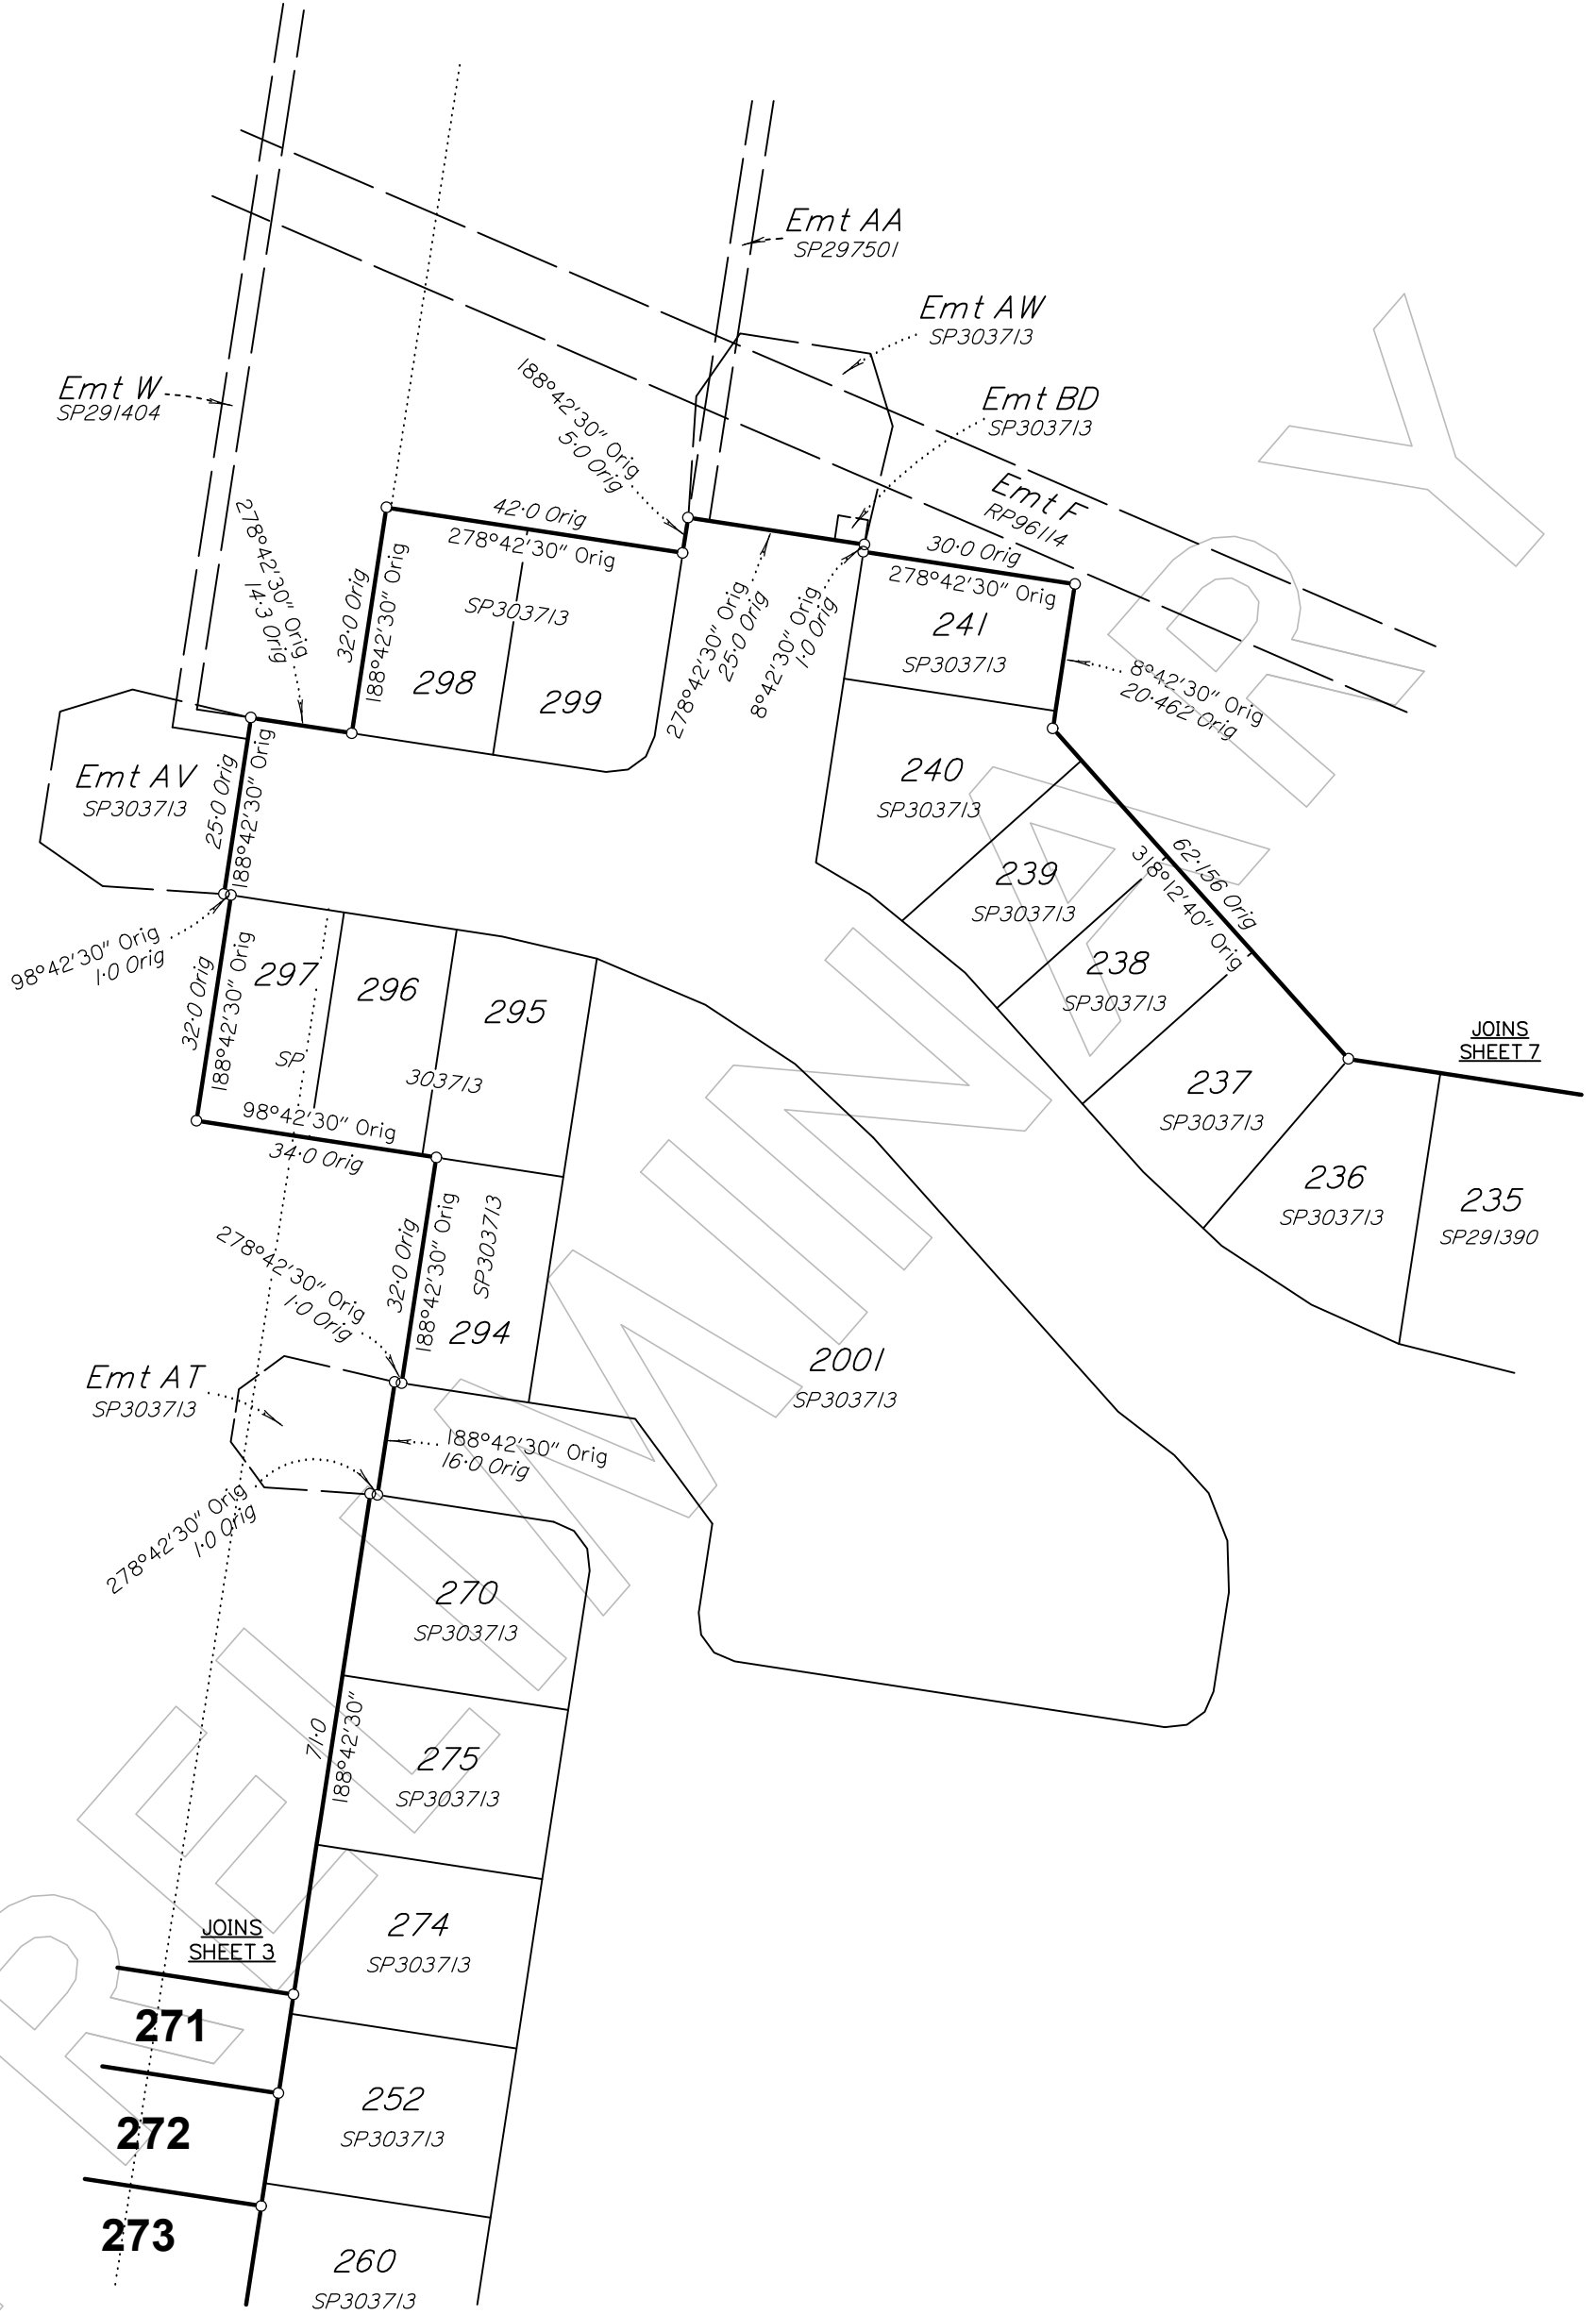 Emt AA
SP297501
Emt AW
SP303713
Emt BD
SP303713
Emt W
SP291404
188°42'30" Orig
5·0 Orig
Emt F
RP96114
278°42'30" Orig
14·3 Orig
42·0 Orig
278°42'30" Orig
32·0 Orig
188°42'30" Orig
SP303713
298
299
278°42'30" Orig
25·0 Orig
8°42'30" Orig
1·0 Orig
30·0 Orig
278°42'30" Orig
241
SP303713
8°42'30" Orig
20·462 Orig
Emt AV
SP303713
25·0 Orig
188°42'30" Orig
240
SP303713
239
SP303713
62·156 Orig
318°12'40" Orig
238
SP303713
98°42'30" Orig
1·0 Orig
32·0 Orig
188°42'30" Orig
297
296
295
SP
303713
98°42'30" Orig
34·0 Orig
JOINS
SHEET 7
237
SP303713
236
SP303713
235
SP291390
278°42'30" Orig
1·0 Orig
32·0 Orig
188°42'30" Orig
SP303713
294
2001
SP303713
Emt AT
SP303713
188°42'30" Orig
16·0 Orig
278°42'30" Orig
1·0 Orig
270
SP303713
71·0
188°42'30"
275
SP303713
274
SP303713
JOINS
SHEET 3
271
252
SP303713
272
273
260
SP303713
PRELIMINARY